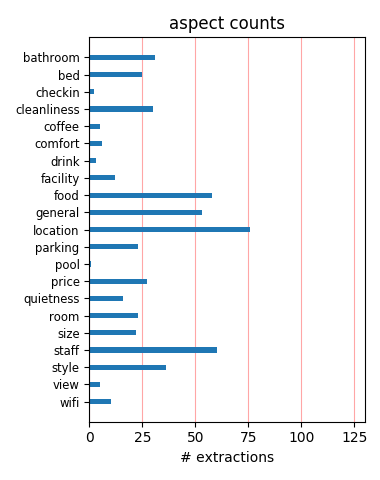 aspect counts
bathroom
bed
checkin
cleanliness
coffee
comfort
drink
facility
food
general
location
parking
pool
price
quietness
room
size
staff
style
view
wifi
0 25 50 75 100 125
# extractions